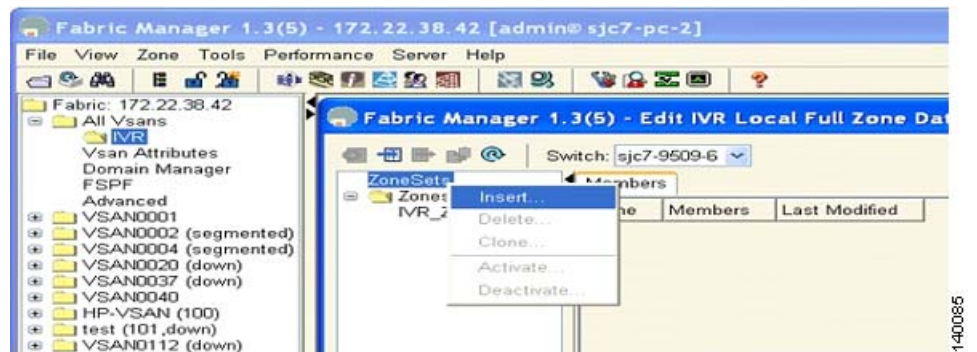 Fabric Manager 1.3(5) - 172.22.38.42 [admin@sjc7-pc-2]
File View Zone Tools Performance Server Help
Fabric: 172.22.38.42
All Vsans
IVR
Vsan Attributes
Domain Manager
FSPF
Advanced
VSAN0001
VSAN0002 (segmented)
VSAN0004 (segmented)
VSAN0020 (down)
VSAN0037 (down)
VSAN0040
HP-VSAN (100)
test (101,down)
VSAN0112 (down)
Fabric Manager 1.3(5) - Edit IVR Local Full Zone Da
Switch: sjc7-9509-6
ZoneSets
Zones
IVR_Z
Members
Members Last Modified
Insert...
Delete...
Clone...
Activate...
Deactivate...
140085